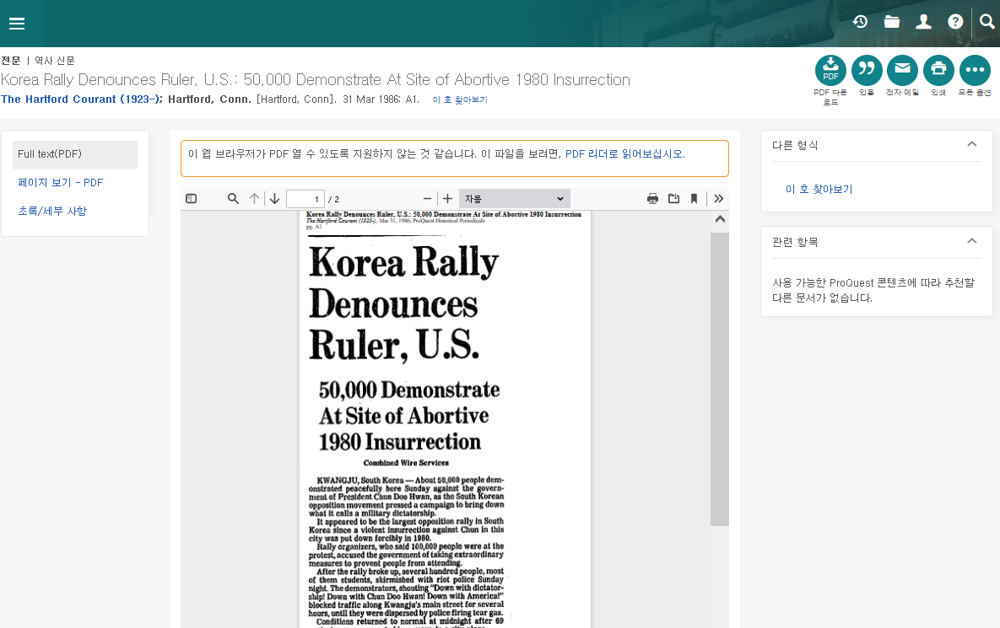 전문 | 역사 신문
Korea Rally Denounces Ruler, U.S.: 50,000 Demonstrate At Site of Abortive 1980 Insurrection
The Hartford Courant (1923-); Hartford, Conn. [Hartford, Conn]. 31 Mar 1986: A1. 이 호 찾아보기
PDF
PDF 다운로드
인용
전자 메일
인쇄
모든 옵션
Full text(PDF)
페이지 보기 - PDF
초록/세부 사항
이 웹 브라우저가 PDF 열 수 있도록 지원하지 않는 것 같습니다. 이 파일을 보려면, PDF 리더로 읽어보십시오.
1 / 2
자동
Korea Rally Denounces Ruler, U.S.: 50,000 Demonstrate At Site of Abortive 1980 Insurrection
The Hartford Courant (1923-); Mar 31, 1986; ProQuest Historical Periodicals
pg. A1
Korea Rally
Denounces
Ruler, U.S.
50,000 Demonstrate
At Site of Abortive
1980 Insurrection
Combined Wire Services
KWANGJU, South Korea — About 50,000 people dem-
onstrated peacefully here Sunday against the govern-
ment of President Chun Doo Hwan, as the South Korean
opposition movement pressed a campaign to bring down
what it calls a military dictatorship.
It appeared to be the largest opposition rally in South
Korea since a violent insurrection against Chun in this
city was put down forcibly in 1980.
Rally organizers, who said 100,000 people were at the
protest, accused the government of taking extraordinary
measures to prevent people from attending.
After the rally broke up, several hundred people, most
of them students, skirmished with riot police Sunday
night. The demonstrators, shouting "Down with dictator-
ship! Down with Chun Doo Hwan! Down with America!"
blocked traffic along Kwangju's main street for several
hours, until they were dispersed by police firing tear gas.
Conditions returned to normal at midnight after 69
다른 형식
이 호 찾아보기
관련 항목
사용 가능한 ProQuest 콘텐츠에 따라 추천할
다른 문서가 없습니다.